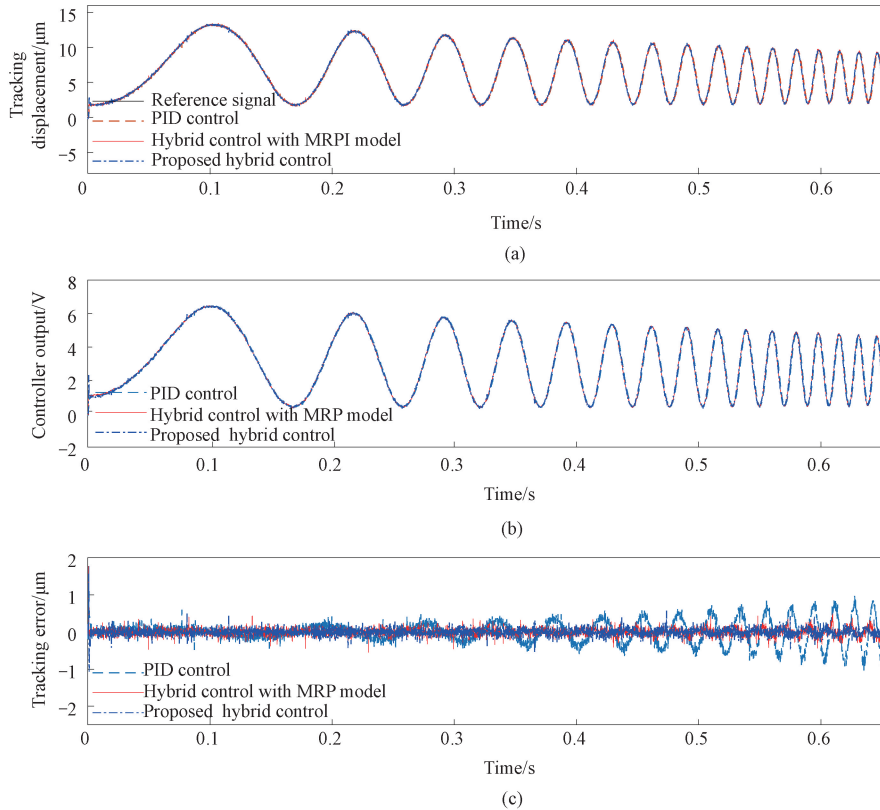 15
10
5
0
−5
Tracking
displacement/μm
Reference signal
PID control
Hybrid control with MRPI model
Proposed hybrid control
0 0.1 0.2 0.3 0.4 0.5 0.6
Time/s
(a)
8
6
4
2
0
−2
Controller output/V
PID control
Hybrid control with MRP model
Proposed hybrid control
0 0.1 0.2 0.3 0.4 0.5 0.6
Time/s
(b)
2
1
0
-1
−2
Tracking error/μm
PID control
Hybrid control with MRP model
Proposed hybrid control
0 0.1 0.2 0.3 0.4 0.5 0.6
Time/s
(c)